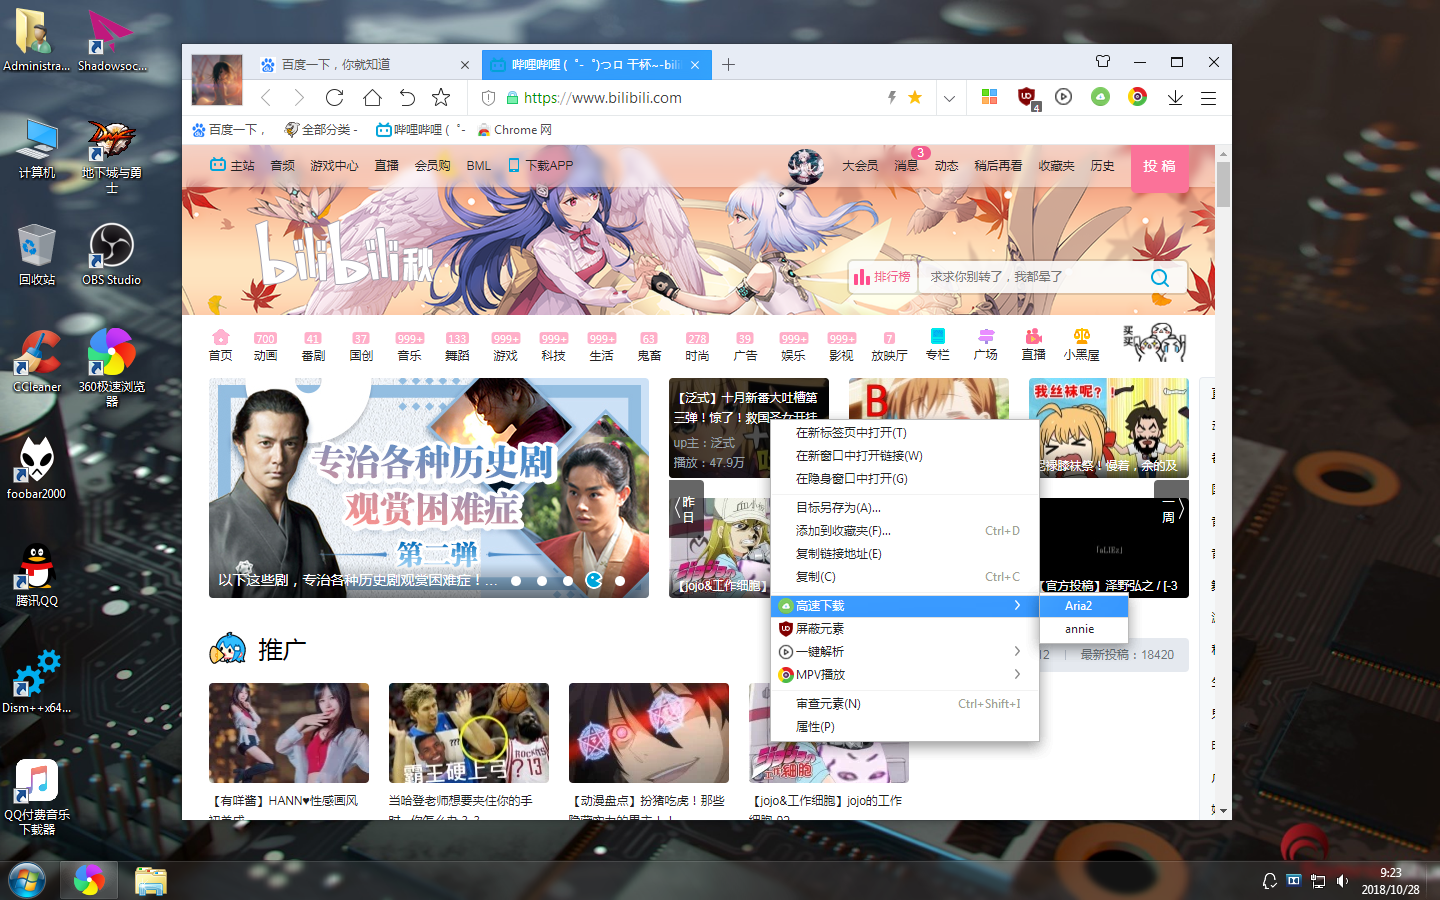 Administra...
Shadowsoc...
计算机
地下城与勇
士
回收站
OBS Studio
CCleaner
360极速浏览
器
foobar2000
腾讯QQ
Dism++x64...
QQ付费音乐
下载器
百度一下，你就知道
哔哩哔哩 (゜-゜)つロ 干杯~-bili
https://www.bilibili.com
4
百度一下，
全部分类 -
哔哩哔哩 (゜-
Chrome 网
主站
音频
游戏中心
直播
会员购
BML
下载APP
大会员
消息
3
动态
稍后再看
收藏夹
历史
投 稿
bilibili秋
排行榜
求求你别转了，我都晕了
700
41
37
999+
133
999+
999+
999+
63
278
39
999+
999+
7
首页
动画
番剧
国创
音乐
舞蹈
游戏
科技
生活
鬼畜
时尚
广告
娱乐
影视
放映厅
专栏
广场
直播
小黑屋
买
买
专治各种历史剧
观赏困难症
第二弹
以下这些剧，专治各种历史剧观赏困难症！...
【泛式】十月新番大吐槽第
三弹！惊了！救国圣女开挂
up主：泛式
播放：47.9万
B
我丝袜呢?
昨
日
【jojo&工作细胞】
一
周
【官方投稿】泽野弘之 / [-3
在新标签页中打开(T)
在新窗口中打开链接(W)
在隐身窗口中打开(G)
目标另存为(A)...
添加到收藏夹(F)...
Ctrl+D
复制链接地址(E)
复制(C)
Ctrl+C
高速下载
屏蔽元素
一键解析
MPV播放
审查元素(N)
Ctrl+Shift+I
属性(P)
Aria2
annie
12
最新投稿：18420
推广
霸王硬上弓
ROCKETS
13
【有咩酱】HANN♥性感画风
当哈登老师想要夹住你的手
【动漫盘点】扮猪吃虎！那些
【jojo&工作细胞】jojo的工作
9:23
2018/10/28